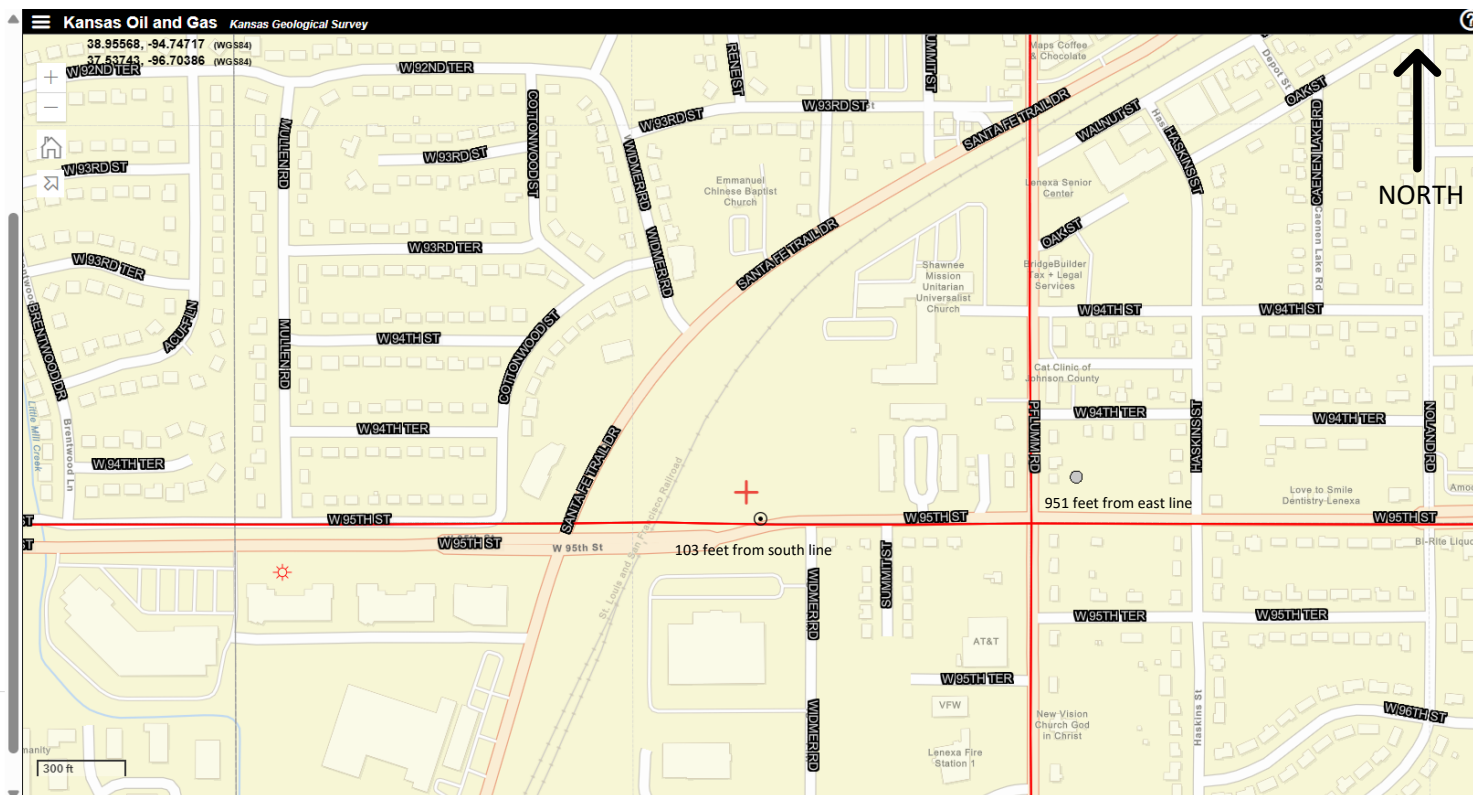 Kansas Oil and Gas Kansas Geological Survey
38.95568, -94.74717 (WGS84)
37.53743, -96.70386 (WGS84)
W 92ND TER
W 92ND TER
RENE ST
SUMMIT ST
Maps Coffee
& Chocolate
Depot St
OAK ST
NORTH
MULLEN RD
COTTONWOOD ST
W 93RD ST
W 93RD ST
SANTA FE TRAIL DR
WALNUT ST
HASKINS ST
CAENEN LAKE RD
Caenen Lake Rd
W 93RD ST
W 93RD ST
WIDMER RD
WIDMER RD
Emmanuel
Chinese Baptist
Church
Lenexa Senior
Center
OAK ST
W 93RD TER
W 93RD TER
SANTA FE TRAIL DR
Shawnee
Mission
Unitarian
Universalist
Church
BridgeBuilder
Tax + Legal
Services
BRENTWOOD DR
ACUFF LN
MULLEN RD
W 94TH ST
COTTONWOOD ST
W 94TH ST
W 94TH ST
Cat Clinic of
Johnson County
Little Mill Creek
Brentwood Ln
W 94TH TER
W 94TH TER
SANTA FE TRAIL DR
St. Louis and San Francisco Railroad
PFLUMM RD
W 94TH TER
HASKINS ST
W 94TH TER
NOLAND RD
951 feet from east line
Love to Smile
Dentistry-Lenexa
Amoc
ST
W 95TH ST
W 95TH ST
W 95TH ST
ST
W 95TH ST
W 95th St
103 feet from south line
Bi-Rite Liquo
WIDMER RD
SUMMIT ST
W 95TH TER
W 95TH TER
AT&T
W 95TH TER
VFW
New Vision
Church God
in Christ
WIDMER RD
Lenexa Fire
Station 1
Haskins St
W 96TH ST
manity
300 ft